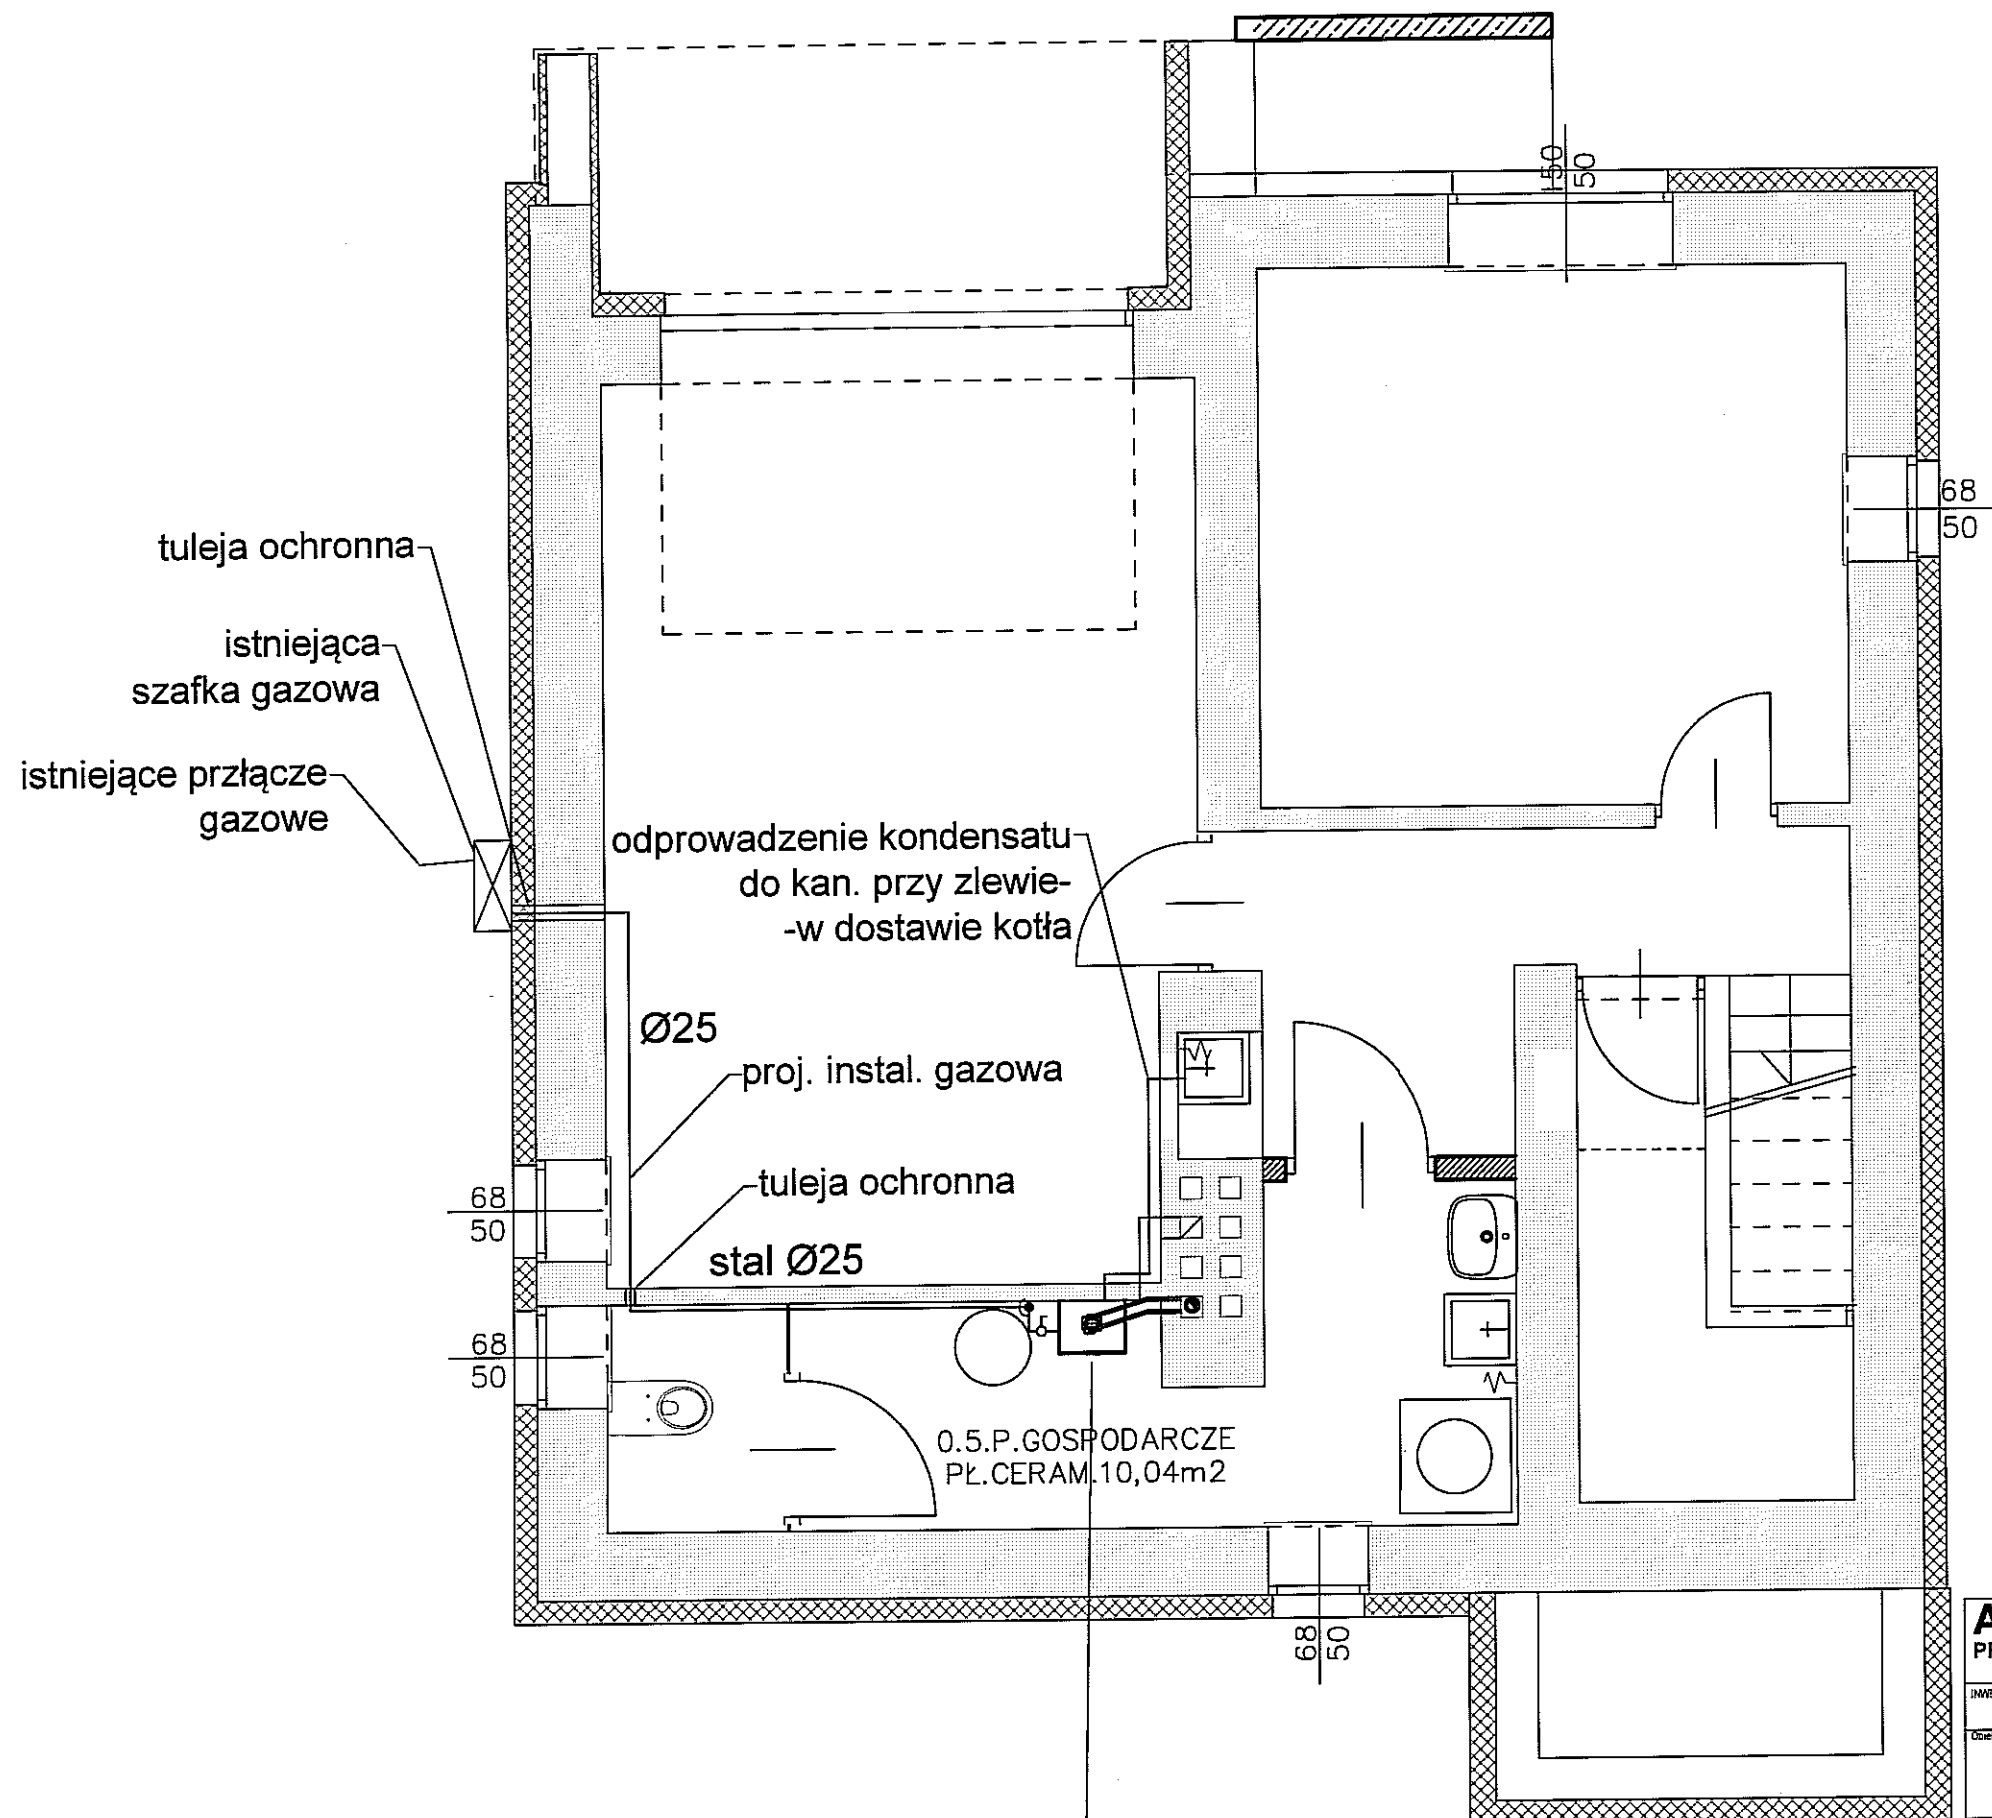 150
50
68
50
tuleja ochronna
istniejąca
szafka gazowa
istniejące przłącze
gazowe
odprowadzenie kondensatu
do kan. przy zlewie-
-w dostawie kotła
Ø25
proj. instal. gazowa
tuleja ochronna
68
50
stal Ø25
68
50
0.5.P.GOSPODARCZE
PŁ.CERAM.10,04m2
68
50